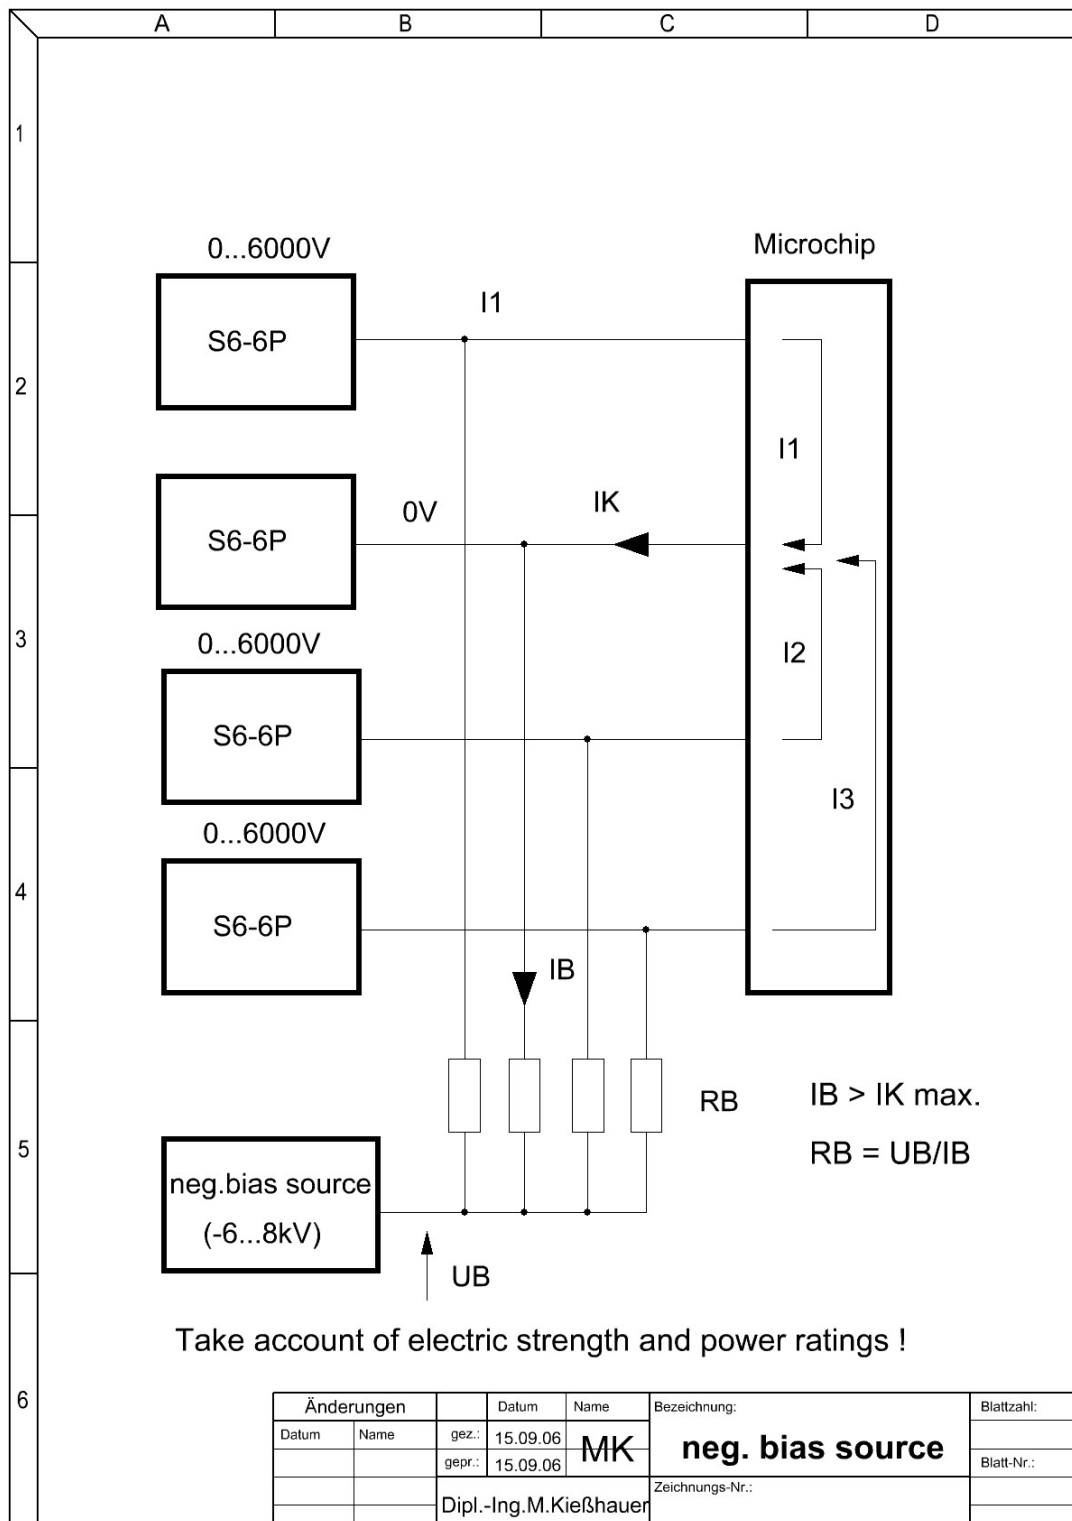 A B C D
1
0...6000V
Microchip
S6-6P
I1
2
I1
S6-6P
0V
IK
3
0...6000V
I2
S6-6P
I3
0...6000V
4
S6-6P
IB
RB
IB > IK max.
5
RB = UB/IB
neg.bias source
(-6...8kV)
UB
Take account of electric strength and power ratings !
6
Änderungen Datum Name Bezeichnung: Blattzahl:
Datum Name gez.: 15.09.06 MK neg. bias source
gepr.: 15.09.06 Blatt-Nr.:
Dipl.-Ing.M.Kießhauer Zeichnungs-Nr.: